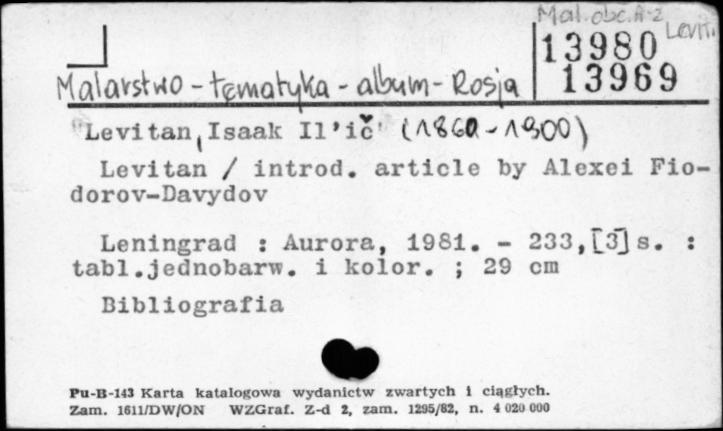 Mal. obc. A-2
Levit.
13980
13969
Malarstwo - tematyka - album - Rosja
"Levitan, Isaak Il'ič" (1860-1900)
Levitan / introd. article by Alexei Fio-
dorov-Davydov
Leningrad : Aurora, 1981. - 233,[3]s. :
tabl.jednobarw. i kolor. ; 29 cm
Bibliografia
Pu-B-143 Karta katalogowa wydanictw zwartych i ciągłych.
Zam. 1611/DW/ON WZGraf. Z-d 2, zam. 1295/82, n. 4 020 000